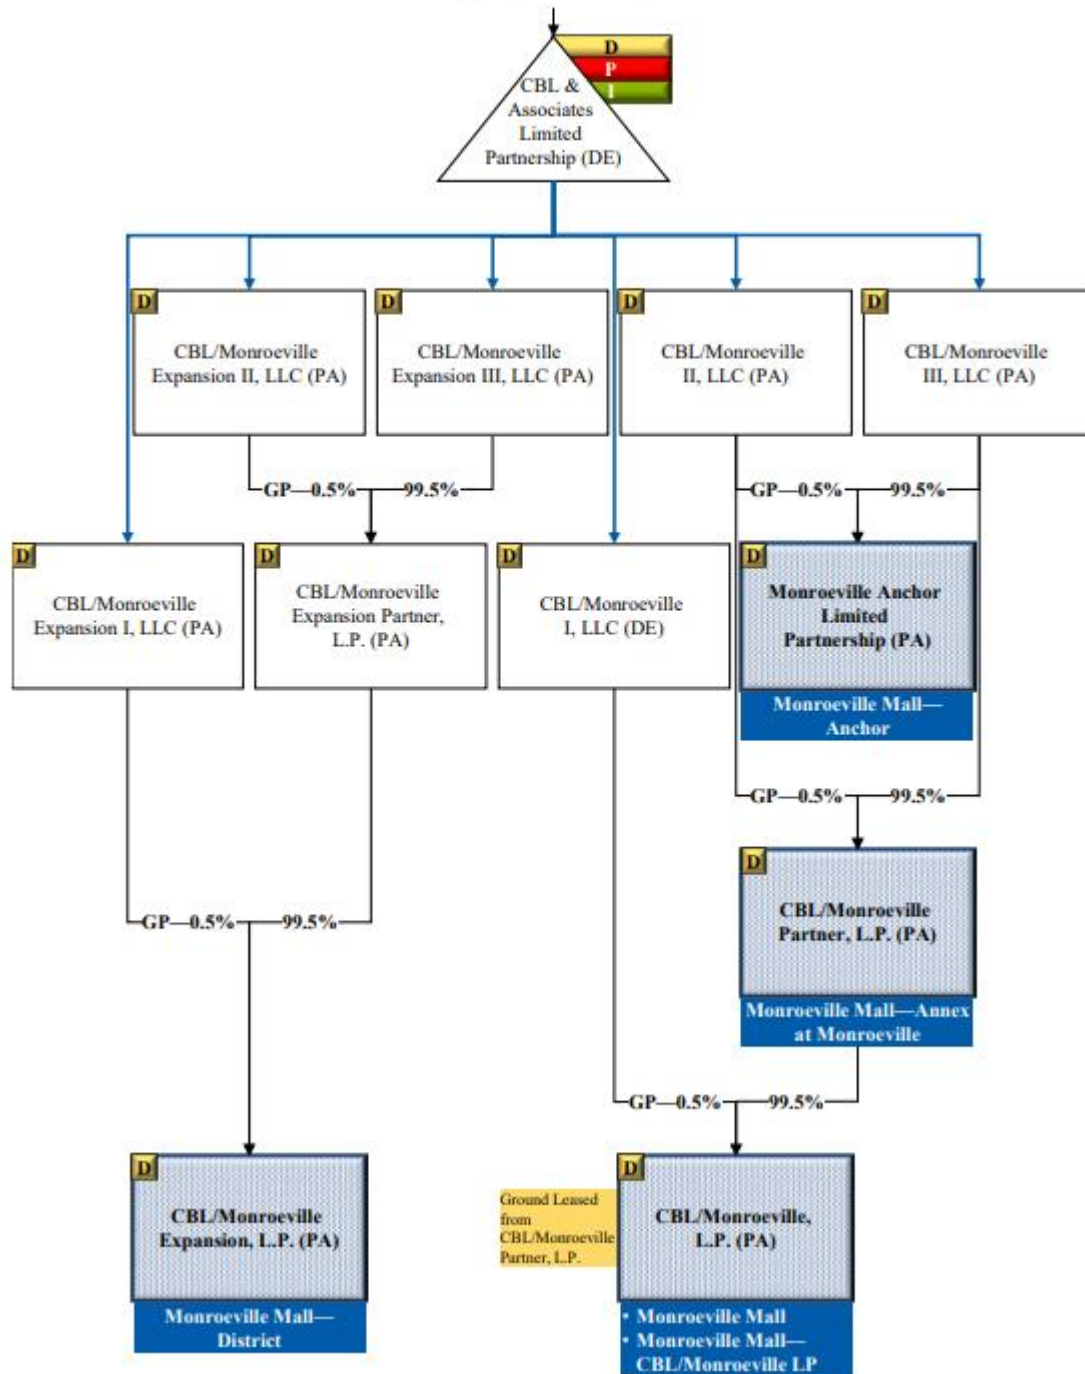 D
P
I
CBL &
Associates
Limited
Partnership (DE)
D
CBL/Monroeville
Expansion II, LLC (PA)
D
CBL/Monroeville
Expansion III, LLC (PA)
D
CBL/Monroeville
II, LLC (PA)
D
CBL/Monroeville
III, LLC (PA)
GP—0.5%
99.5%
GP—0.5%
99.5%
D
CBL/Monroeville
Expansion I, LLC (PA)
D
CBL/Monroeville
Expansion Partner,
L.P. (PA)
D
CBL/Monroeville
I, LLC (DE)
D
Monroeville Anchor
Limited
Partnership (PA)
Monroeville Mall—
Anchor
GP—0.5%
99.5%
D
CBL/Monroeville
Partner, L.P. (PA)
Monroeville Mall—Annex
at Monroeville
GP—0.5%
99.5%
GP—0.5%
99.5%
D
CBL/Monroeville
Expansion, L.P. (PA)
Monroeville Mall—
District
Ground Leased
from
CBL/Monroeville
Partner, L.P.
D
CBL/Monroeville,
L.P. (PA)
• Monroeville Mall
• Monroeville Mall—
CBL/Monroeville LP